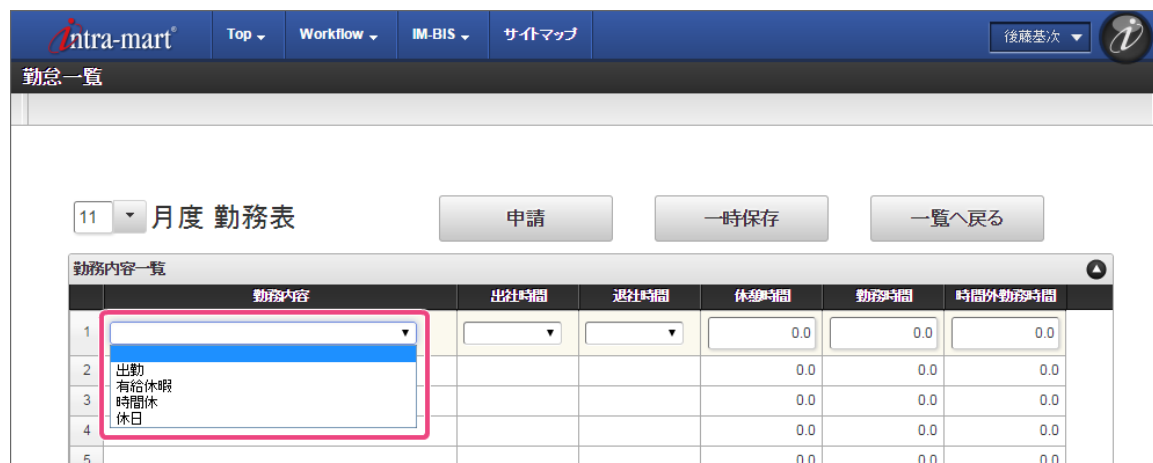 intra-mart® Top Workflow IM-BIS サイトマップ 後藤基次
勤怠一覧
11 月度 勤務表 申請 一時保存 一覧へ戻る
勤務内容一覧
勤務内容 出社時間 退社時間 休憩時間 勤務時間 時間外勤務時間
1 0.0 0.0 0.0
2 出勤 0.0 0.0 0.0
有給休暇
3 時間休 0.0 0.0 0.0
休日
4 0.0 0.0 0.0
5 0.0 0.0 0.0